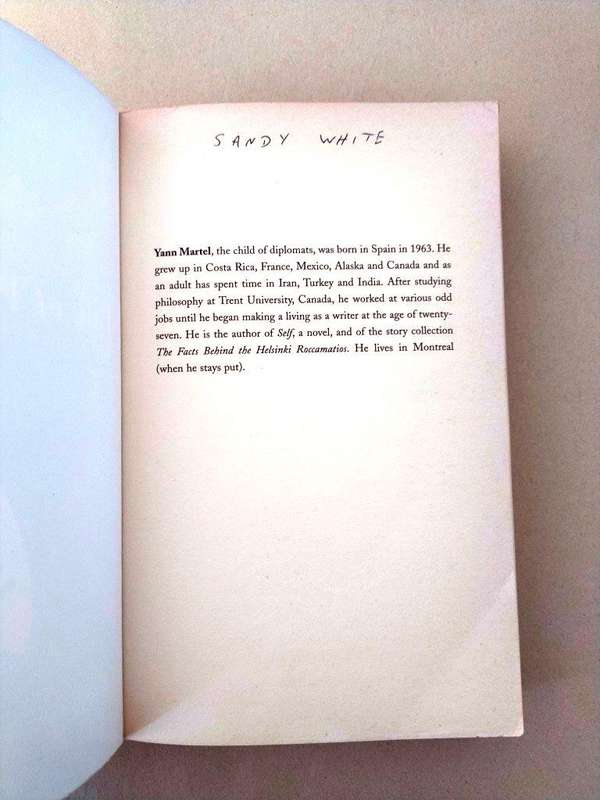 SANDY WHITE
Yann Martel, the child of diplomats, was born in Spain in 1963. He
grew up in Costa Rica, France, Mexico, Alaska and Canada and as
an adult has spent time in Iran, Turkey and India. After studying
philosophy at Trent University, Canada, he worked at various odd
jobs until he began making a living as a writer at the age of twenty-
seven. He is the author of Self, a novel, and of the story collection
The Facts Behind the Helsinki Roccamatios. He lives in Montreal
(when he stays put).